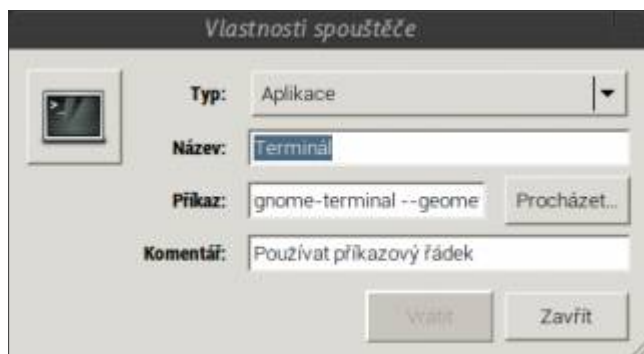 Vlastnosti spouštěče
Typ: Aplikace
Název: Terminál
Příkaz: gnome-terminal --geome Procházet...
Komentář: Používat příkazový řádek
Vrátit Zavřít